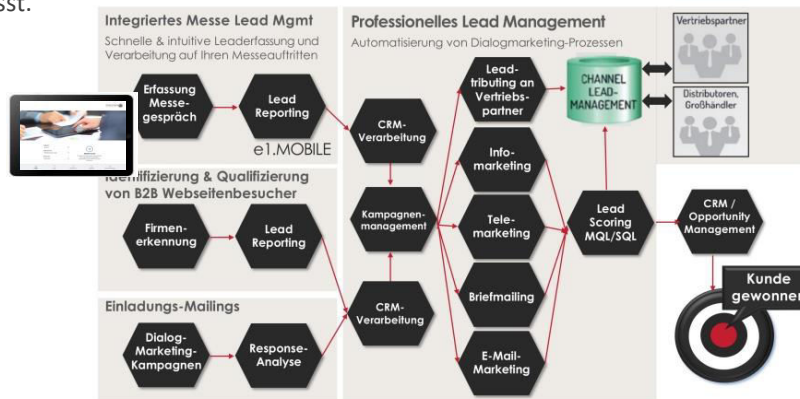 sst.
Integriertes Messe Lead Mgmt
Schnelle & intuitive Leaderfassung und
Verarbeitung auf Ihren Messeauftritten
Erfassung
Messe-
gespräch
Lead
Reporting
e1.MOBILE
Identifizierung & Qualifizierung
von B2B Webseitenbesucher
Firmen-
erkennung
Lead
Reporting
Einladungs-Mailings
Dialog-
Marketing-
Kampagnen
Response-
Analyse
Professionelles Lead Management
Automatisierung von Dialogmarketing-Prozessen
CRM-
Verarbeitung
Kampagnen-
management
CRM-
Verarbeitung
Lead-
tributing an
Vertriebs-
partner
Info-
marketing
Tele-
marketing
Briefmailing
E-Mail-
Marketing
CHANNEL
LEAD-
MANAGEMENT
Lead
Scoring
MQL/SQL
Vertriebspartner
Distributoren,
Großhändler
CRM /
Opportunity
Management
Kunde
gewonnen